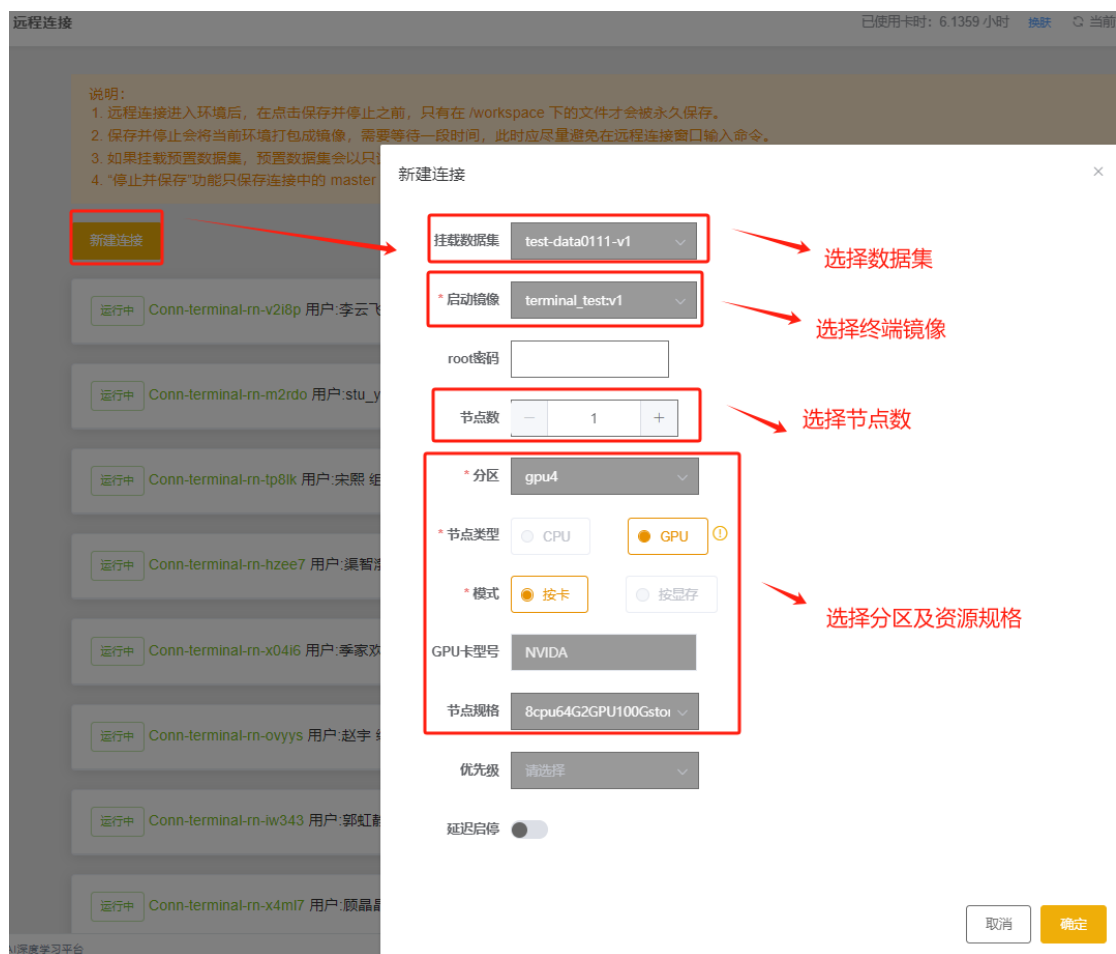 远程连接
已使用卡时：6.1359 小时 换肤 当前
说明：
1. 远程连接进入环境后，在点击保存并停止之前，只有在 /workspace 下的文件才会被永久保存。
2. 保存并停止会将当前环境打包成镜像，需要等待一段时间，此时应尽量避免在远程连接窗口输入命令。
3. 如果挂载预置数据集，预置数据集会以只
4. “停止并保存”功能只保存连接中的 master
新建连接
运行中 Conn-terminal-rn-v2i8p 用户:李云飞
运行中 Conn-terminal-rn-m2rdo 用户:stu_y
运行中 Conn-terminal-rn-tp8lk 用户:宋熙 组
运行中 Conn-terminal-rn-hzee7 用户:渠智
运行中 Conn-terminal-rn-x04i6 用户:季家欢
运行中 Conn-terminal-rn-ovyys 用户:赵宇
运行中 Conn-terminal-rn-iw343 用户:郭虹静
运行中 Conn-terminal-rn-x4ml7 用户:顾晶晶
AI深度学习平台
新建连接
挂载数据集 test-data0111-v1
选择数据集
* 启动镜像 terminal_test:v1
选择终端镜像
root密码
节点数 − 1 +
选择节点数
* 分区 gpu4
* 节点类型 CPU GPU
* 模式 按卡 按显存
选择分区及资源规格
GPU卡型号 NVIDA
节点规格 8cpu64G2GPU100Gstor
优先级 请选择
延迟启停
取消 确定